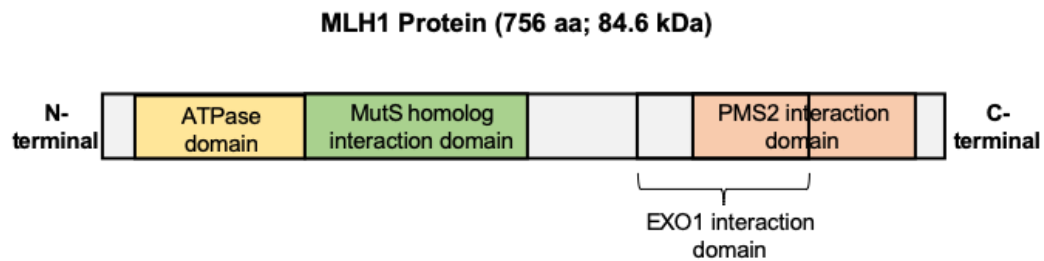 MLH1 Protein (756 aa; 84.6 kDa)
N-
terminal
ATPase
domain
MutS homolog
interaction domain
PMS2 interaction
domain
C-
terminal
EXO1 interaction
domain